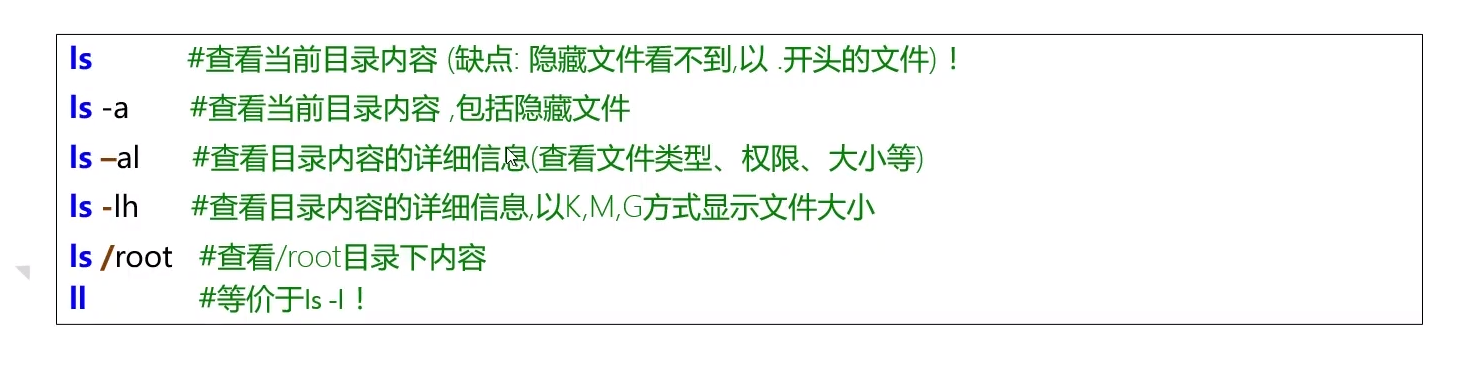 ls #查看当前目录内容 (缺点: 隐藏文件看不到,以 .开头的文件)！
ls -a #查看当前目录内容 ,包括隐藏文件
ls –al #查看目录内容的详细信息(查看文件类型、权限、大小等)
ls -lh #查看目录内容的详细信息,以K,M,G方式显示文件大小
ls /root #查看/root目录下内容
ll #等价于ls -l！